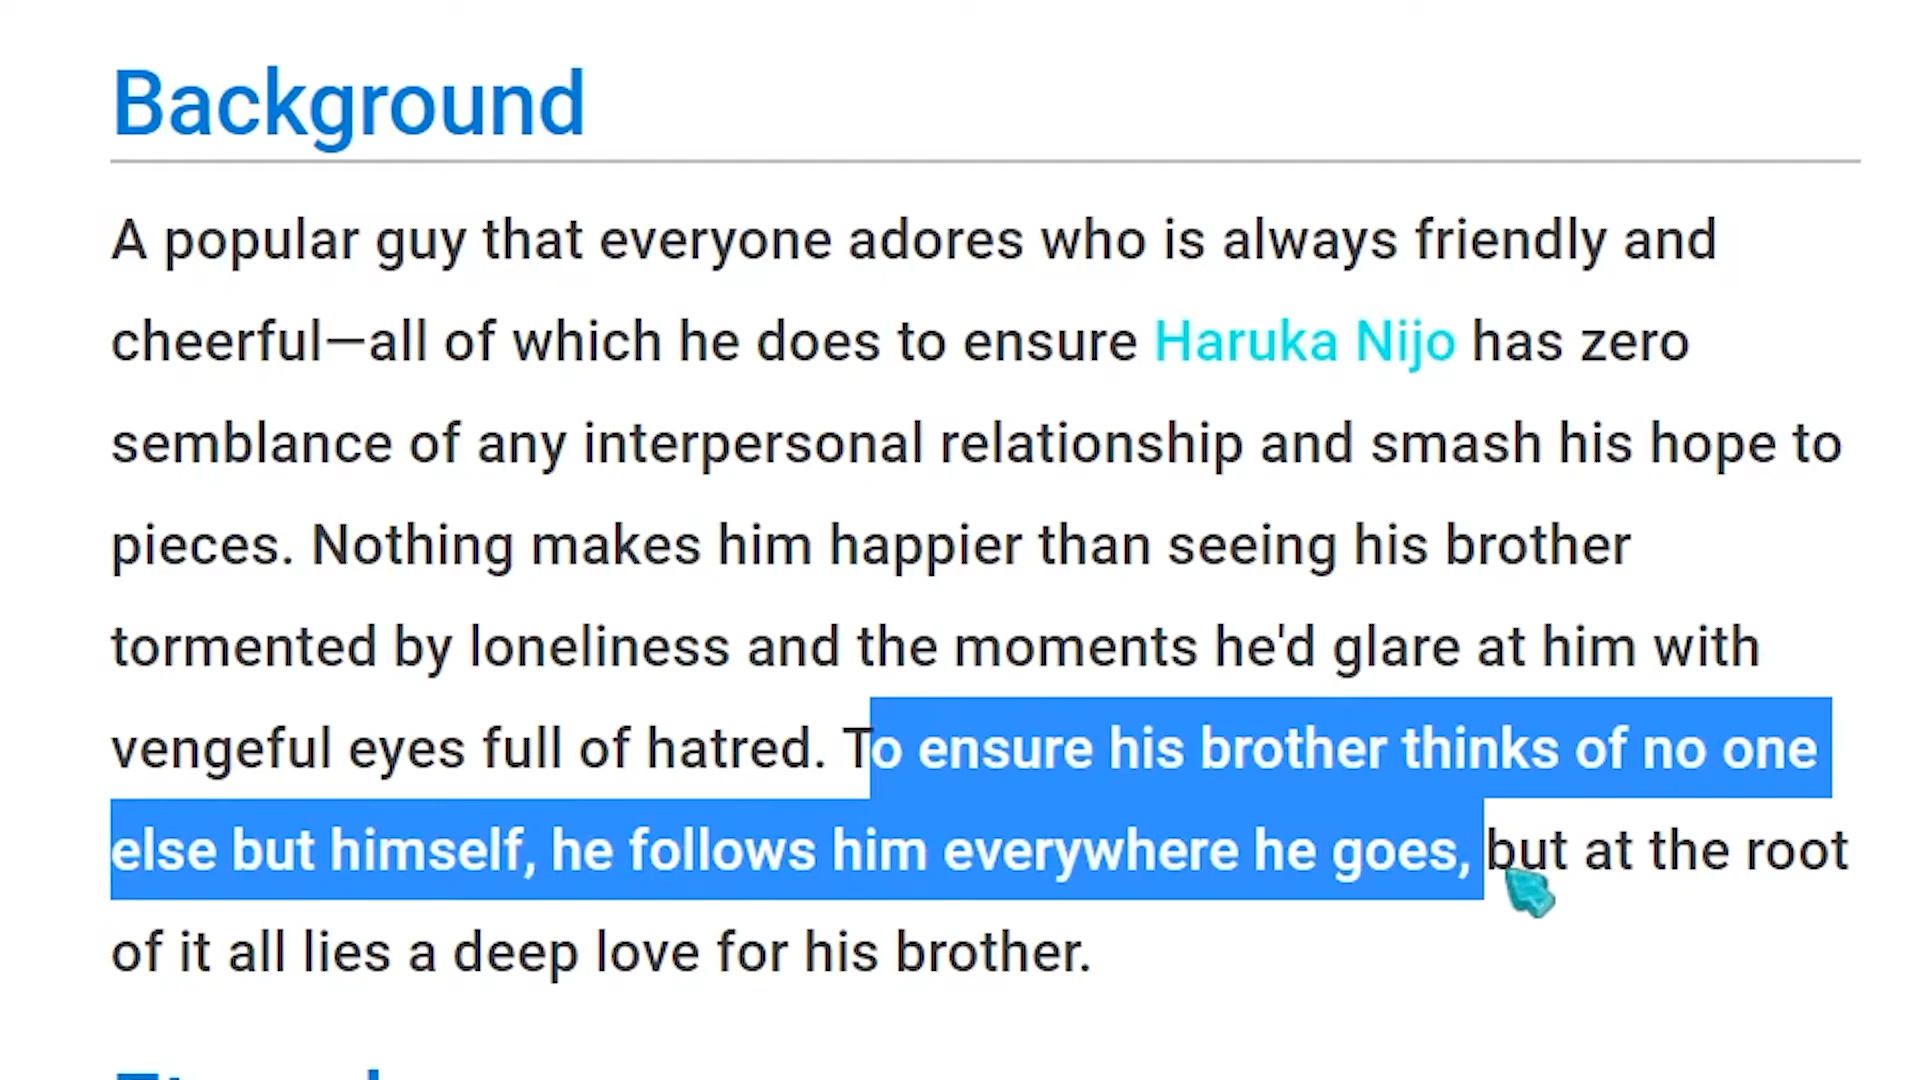 Background
A popular guy that everyone adores who is always friendly and
cheerful—all of which he does to ensure Haruka Nijo has zero
semblance of any interpersonal relationship and smash his hope to
pieces. Nothing makes him happier than seeing his brother
tormented by loneliness and the moments he'd glare at him with
vengeful eyes full of hatred. To ensure his brother thinks of no one
else but himself, he follows him everywhere he goes, but at the root
of it all lies a deep love for his brother.